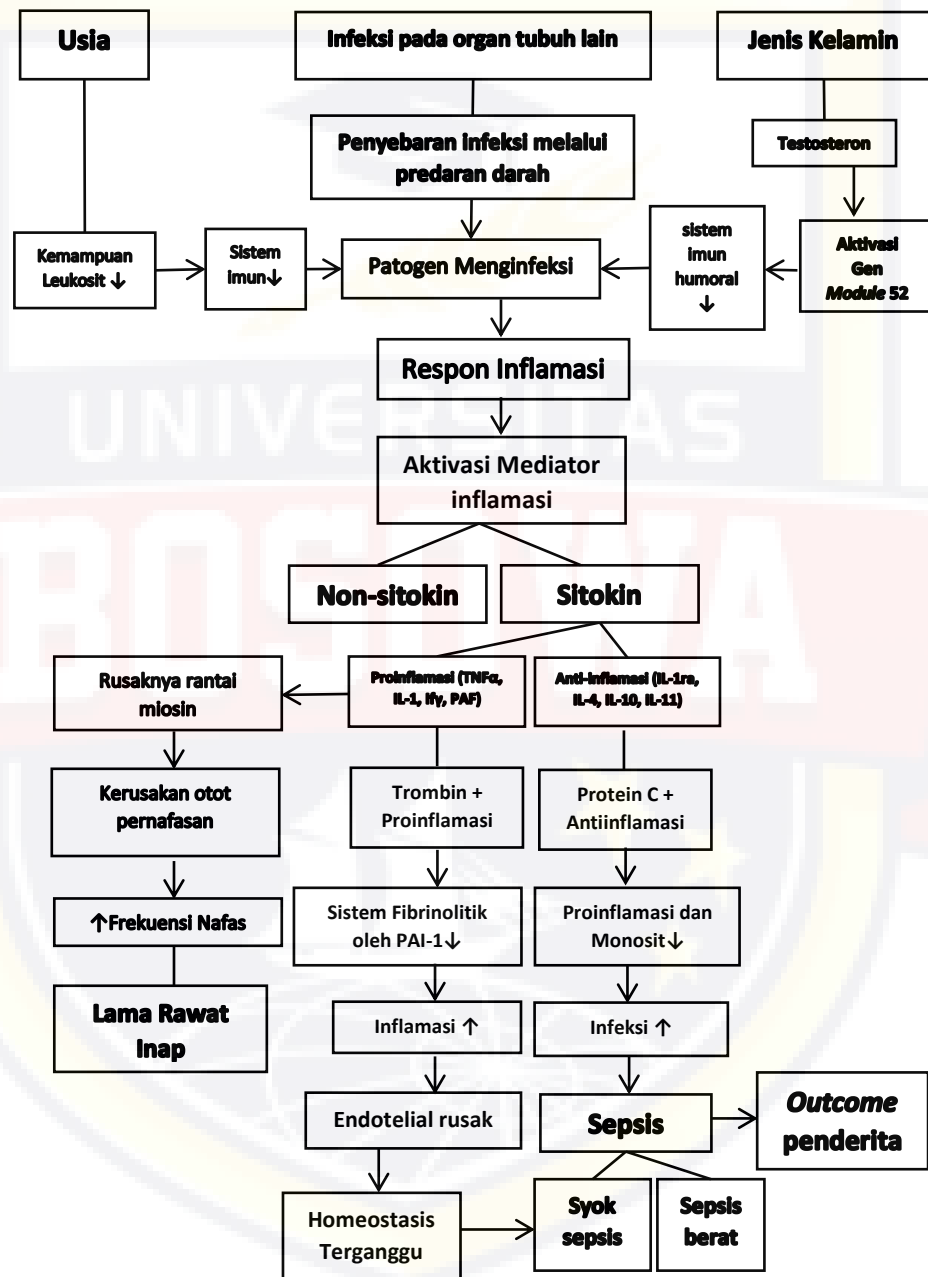 Usia
Infeksi pada organ tubuh lain
Jenis Kelamin
Penyebaran infeksi melalui
predaran darah
Testosteron
Kemampuan
Leukosit ↓
Sistem
imun↓
Patogen Menginfeksi
sistem
imun
humoral
↓
Aktivasi
Gen
Module 52
Respon Inflamasi
UNIVERSITAS
Aktivasi Mediator
inflamasi
BOSOWA
Non-sitokin
Sitokin
Rusaknya rantai
miosin
Proinflamasi (TNFα,
IL-1, Ifγ, PAF)
Anti-inflamasi (IL-1ra,
IL-4, IL-10, IL-11)
Kerusakan otot
pernafasan
Trombin +
Proinflamasi
Protein C +
Antiinflamasi
↑Frekuensi Nafas
Sistem Fibrinolitik
oleh PAI-1↓
Proinflamasi dan
Monosit↓
Lama Rawat
Inap
Inflamasi ↑
Infeksi ↑
Endotelial rusak
Sepsis
Outcome
penderita
Homeostasis
Terganggu
Syok
sepsis
Sepsis
berat